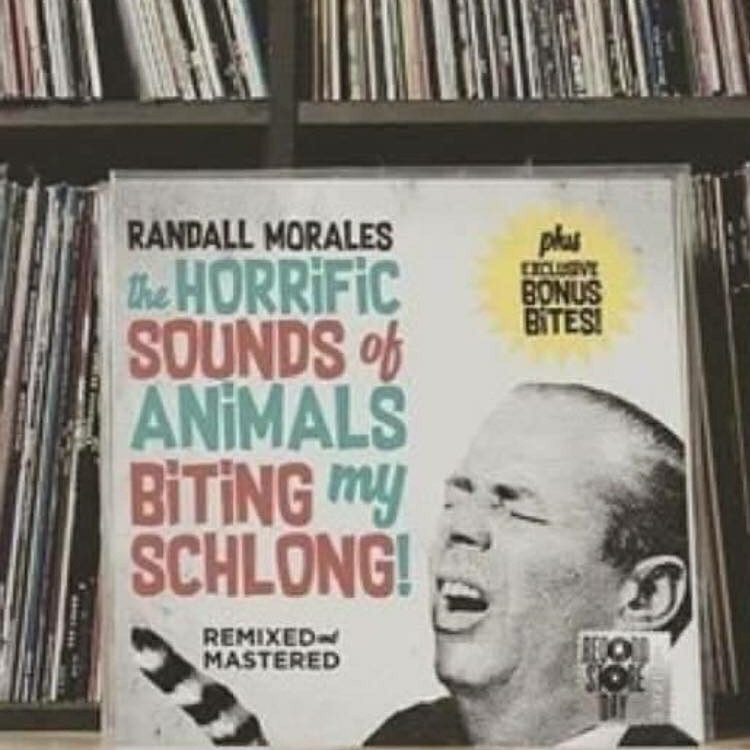 RANDALL MORALES
the HORRiFiC
SOUNDS of
ANiMALS
BiTiNG my
SCHLONG!
REMIXED and
MASTERED
plus
EXCLUSIVE
BONUS
BiTES!
RECORD
STORE
DAY